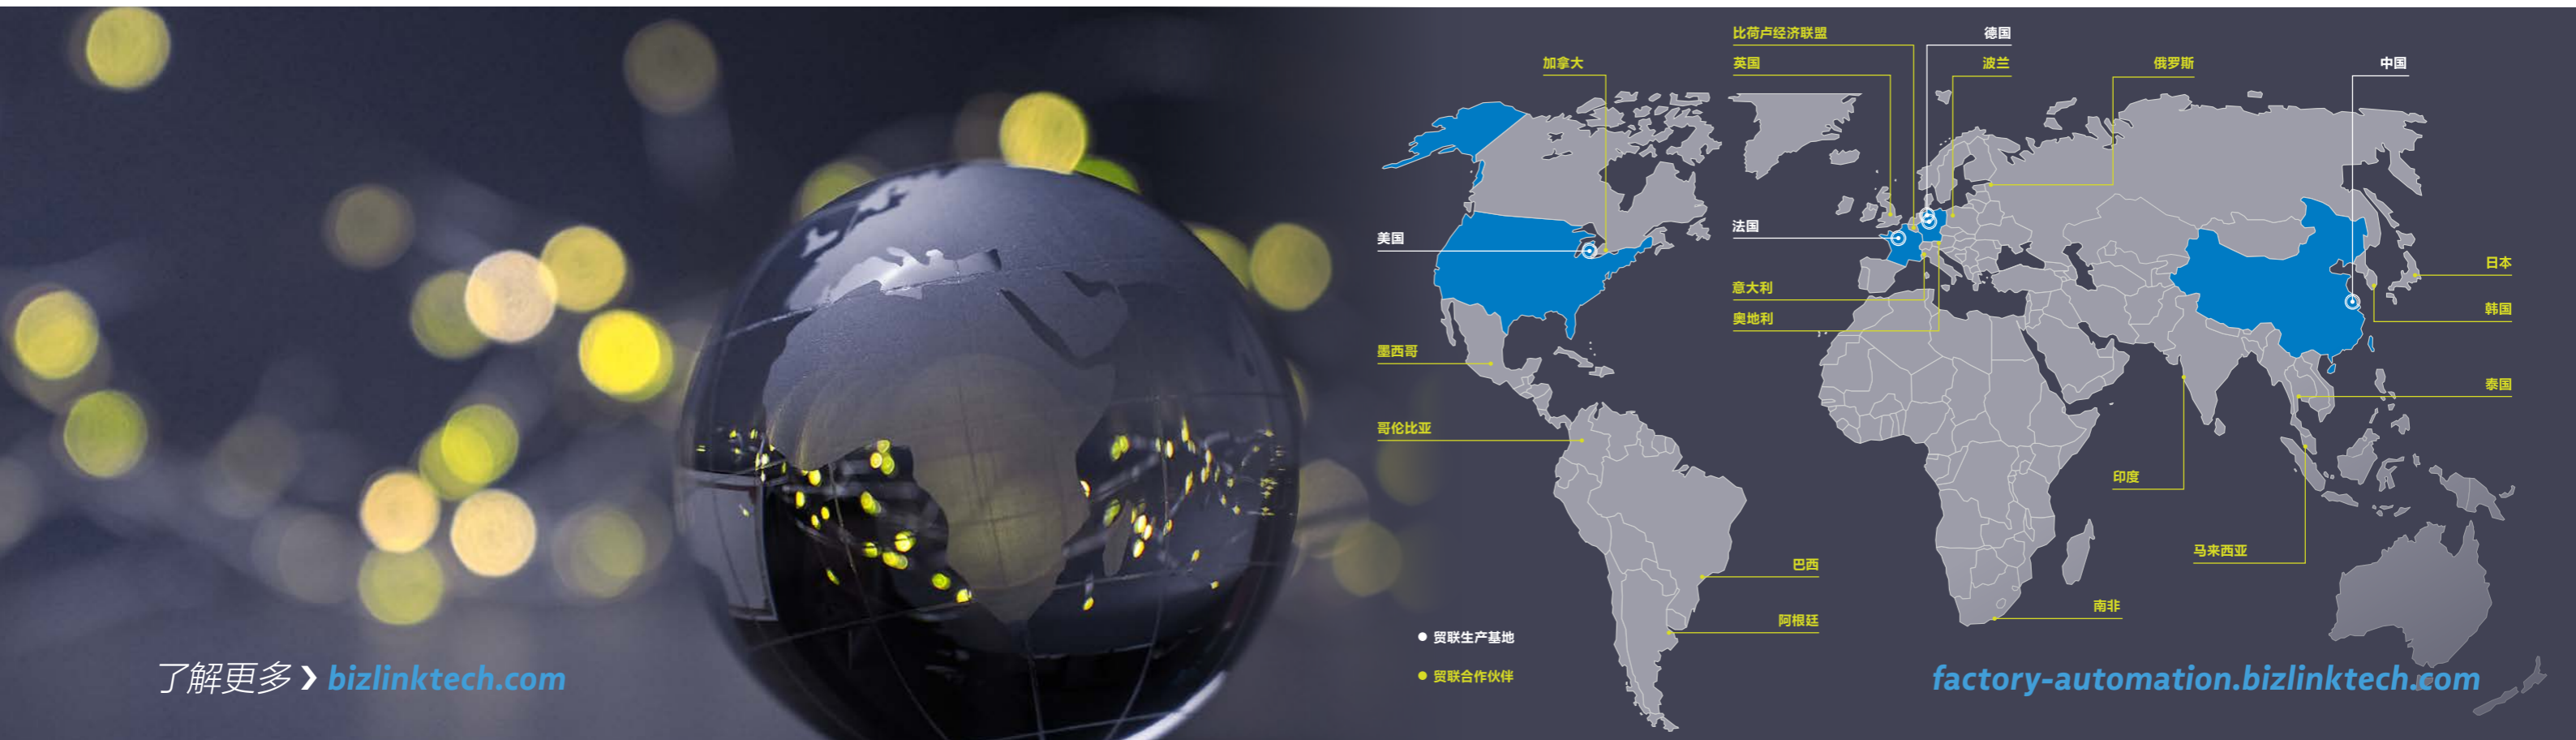 比荷卢经济联盟
德国
加拿大
英国
波兰
俄罗斯
中国
美国
法国
日本
意大利
韩国
奥地利
墨西哥
泰国
哥伦比亚
印度
马来西亚
巴西
南非
阿根廷
贸联生产基地
贸联合作伙伴
了解更多 › bizlinktech.com
factory-automation.bizlinktech.com